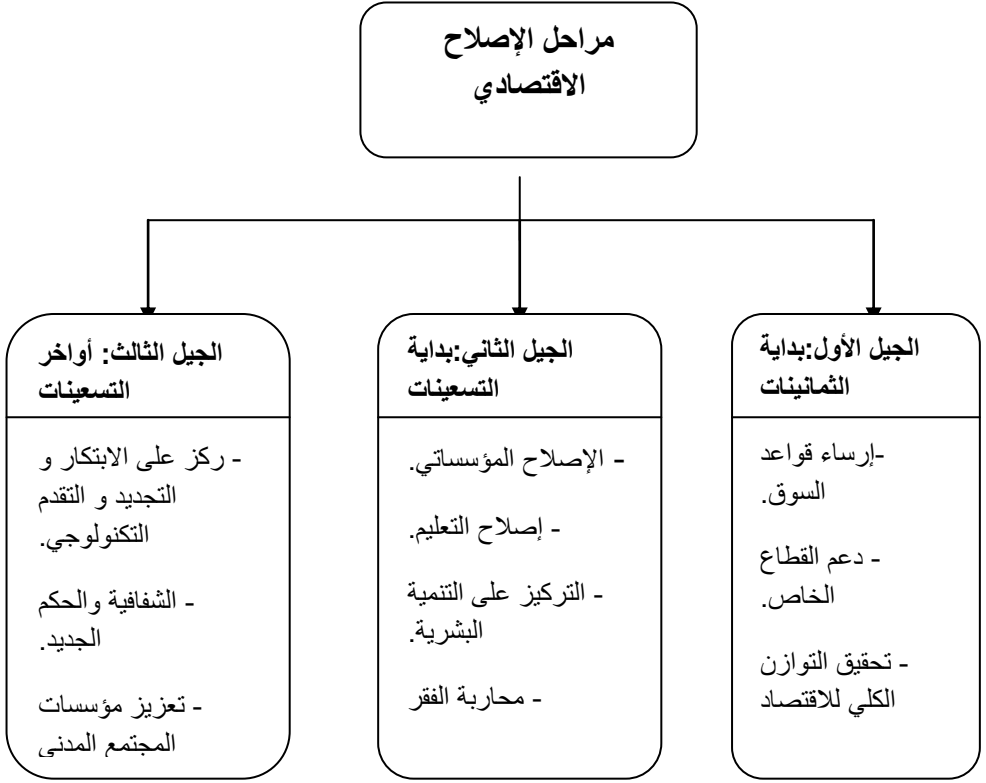 مراحل الإصلاح
الاقتصادي
الجيل الأول:بداية
الثمانينات
-إرساء قواعد
السوق.
- دعم القطاع
الخاص.
- تحقيق التوازن
الكلي للاقتصاد
الجيل الثاني:بداية
التسعينات
- الإصلاح المؤسساتي.
- إصلاح التعليم.
- التركيز على التنمية
البشرية.
- محاربة الفقر
الجيل الثالث: أواخر
التسعينات
- ركز على الابتكار و
التجديد و التقدم
التكنولوجي.
- الشفافية والحكم
الجديد.
- تعزيز مؤسسات
المجتمع المدني